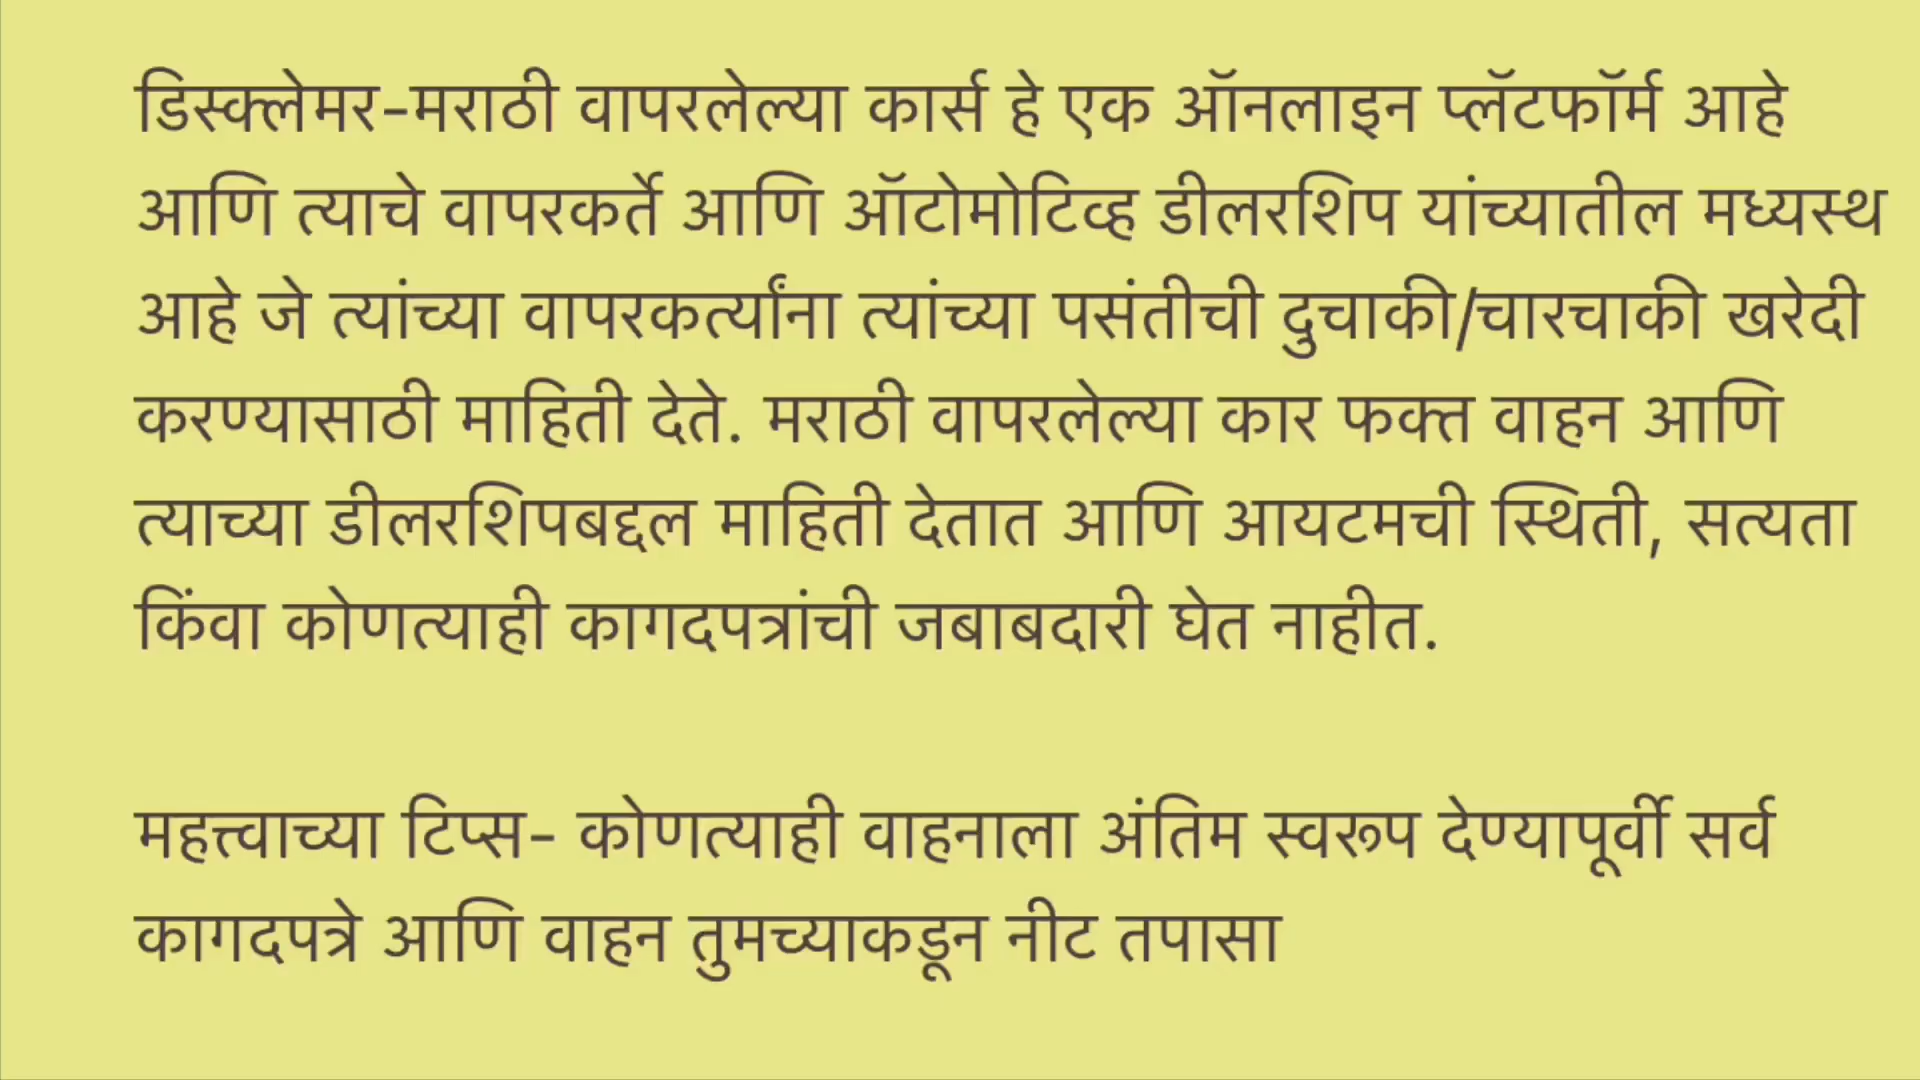 डिस्क्लेमर-मराठी वापरलेल्या कार्स हे एक ऑनलाइन प्लॅटफॉर्म आहे
आणि त्याचे वापरकर्ते आणि ऑटोमोटिव्ह डीलरशिप यांच्यातील मध्यस्थ
आहे जे त्यांच्या वापरकर्त्यांना त्यांच्या पसंतीची दुचाकी/चारचाकी खरेदी
करण्यासाठी माहिती देते. मराठी वापरलेल्या कार फक्त वाहन आणि
त्याच्या डीलरशिपबद्दल माहिती देतात आणि आयटमची स्थिती, सत्यता
किंवा कोणत्याही कागदपत्रांची जबाबदारी घेत नाहीत.
महत्त्वाच्या टिप्स- कोणत्याही वाहनाला अंतिम स्वरूप देण्यापूर्वी सर्व
कागदपत्रे आणि वाहन तुमच्याकडून नीट तपासा